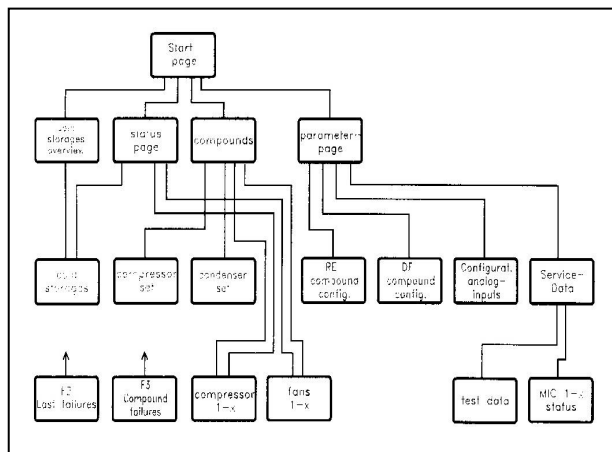 Start
page
storages
overview
status
page
compounds
parameter-
page
cold
storages
compressor
set
condenser
set
RE
compound
config.
DF
compound
config.
Configurat.
analog-
inputs
Service-
Data
Last failures
F3
Compound
failures
compressor
1-x
fans
1-x
test data
MIC 1-x
status